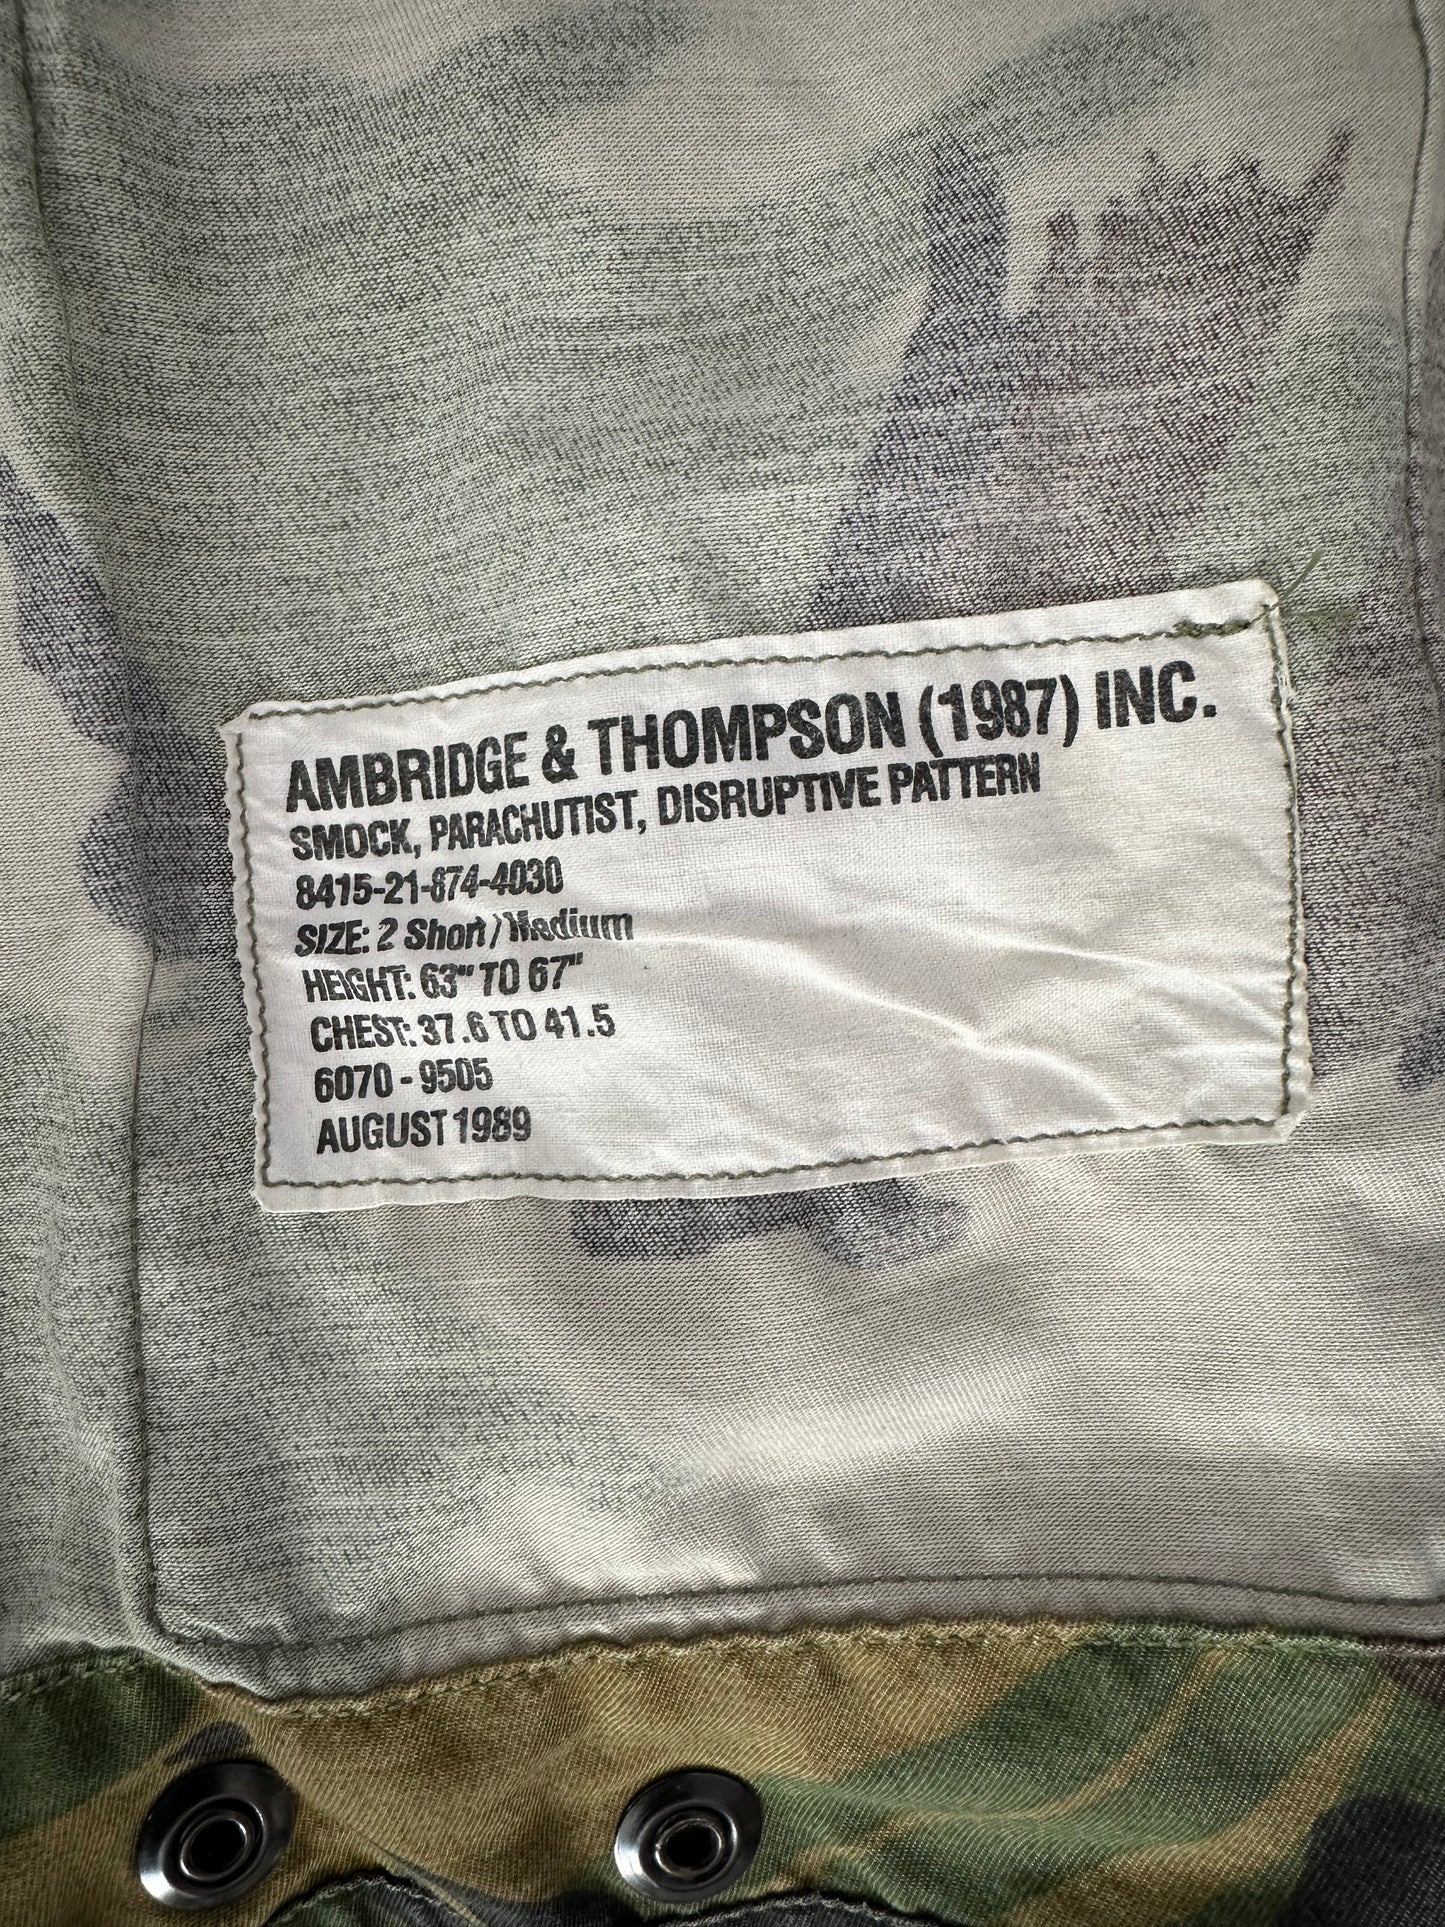 AMBRIDGE & THOMPSON (1987) INC.
SMOCK, PARACHUTIST, DISRUPTIVE PATTERN
8415-21-874-4030
SIZE: 2 Short / Medium
HEIGHT: 63" TO 67"
CHEST: 37.6 TO 41.5
6070 - 9505
AUGUST 1989